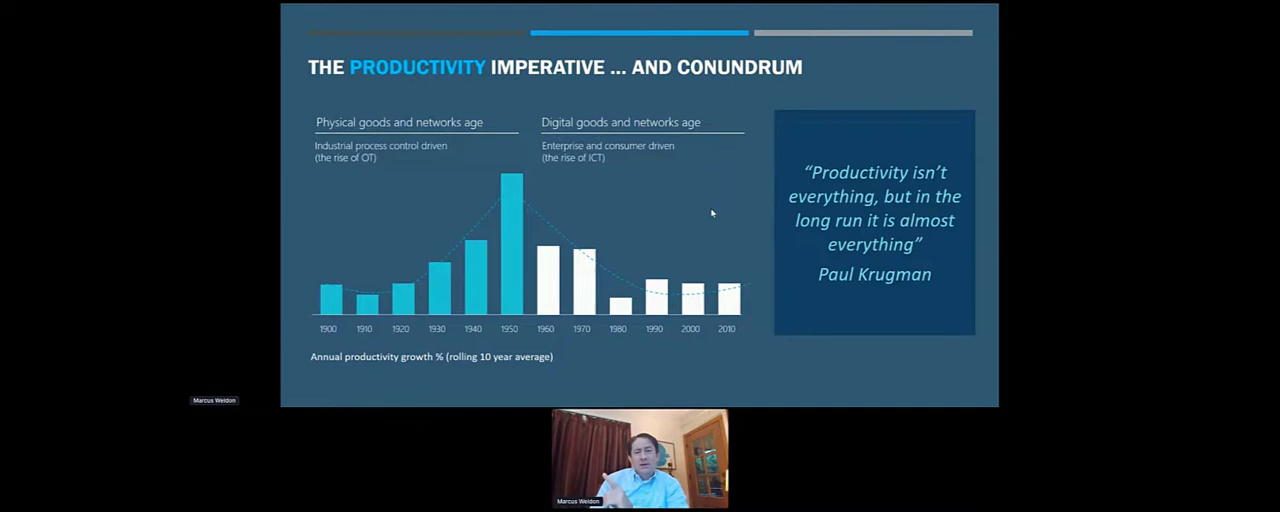 THE PRODUCTIVITY IMPERATIVE ... AND CONUNDRUM
Physical goods and networks age
Industrial process control driven
(the rise of OT)
Digital goods and networks age
Enterprise and consumer driven
(the rise of ICT)
1900 1910 1920 1930 1940 1950 1960 1970 1980 1990 2000 2010
Annual productivity growth % (rolling 10 year average)
“Productivity isn’t
everything, but in the
long run it is almost
everything”
Paul Krugman
Marcus Weldon
Marcus Weldon